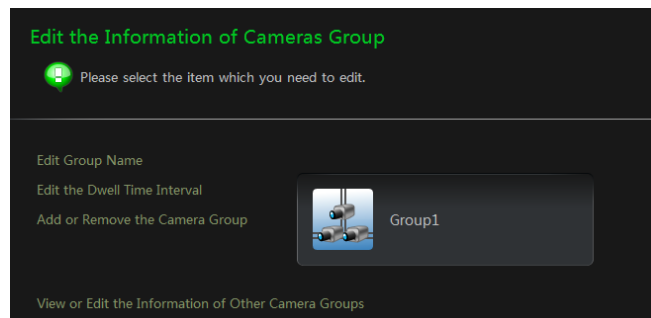 Edit the Information of Cameras Group
Please select the item which you need to edit.
Edit Group Name
Edit the Dwell Time Interval
Add or Remove the Camera Group
Group1
View or Edit the Information of Other Camera Groups